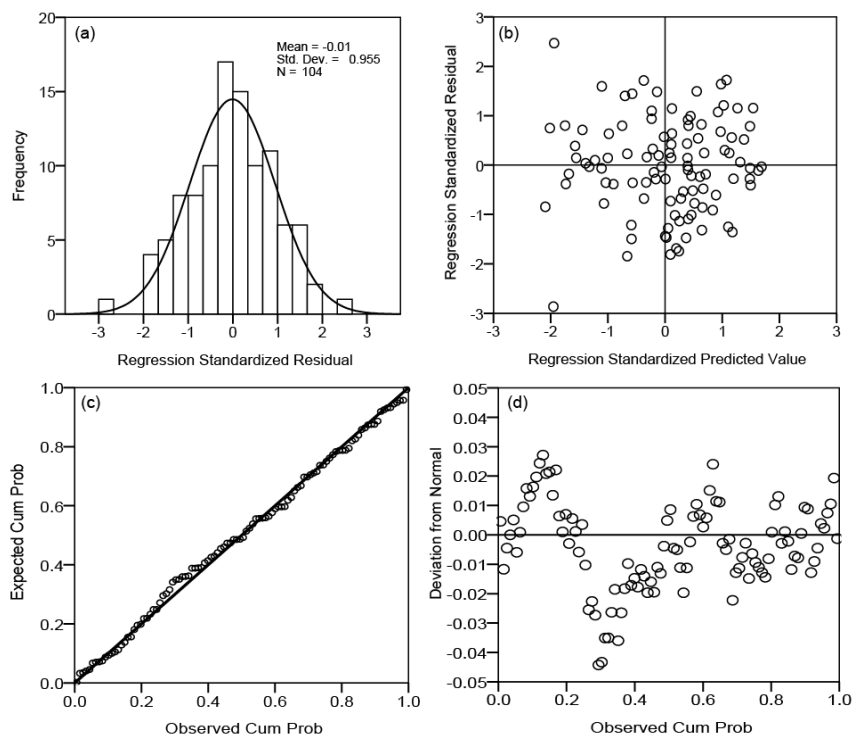 (a)
Mean = -0.01
Std. Dev. = 0.955
N = 104
20
15
10
5
0
Frequency
-3 -2 -1 0 1 2 3
Regression Standardized Residual
(b)
3
2
1
0
-1
-2
-3
Regression Standardized Residual
-3 -2 -1 0 1 2 3
Regression Standardized Predicted Value
(c)
1.0
0.8
0.6
0.4
0.2
0.0
Expected Cum Prob
0.0 0.2 0.4 0.6 0.8 1.0
Observed Cum Prob
(d)
0.05
0.04
0.03
0.02
0.01
0.00
-0.01
-0.02
-0.03
-0.04
-0.05
Deviation from Normal
0.0 0.2 0.4 0.6 0.8 1.0
Observed Cum Prob